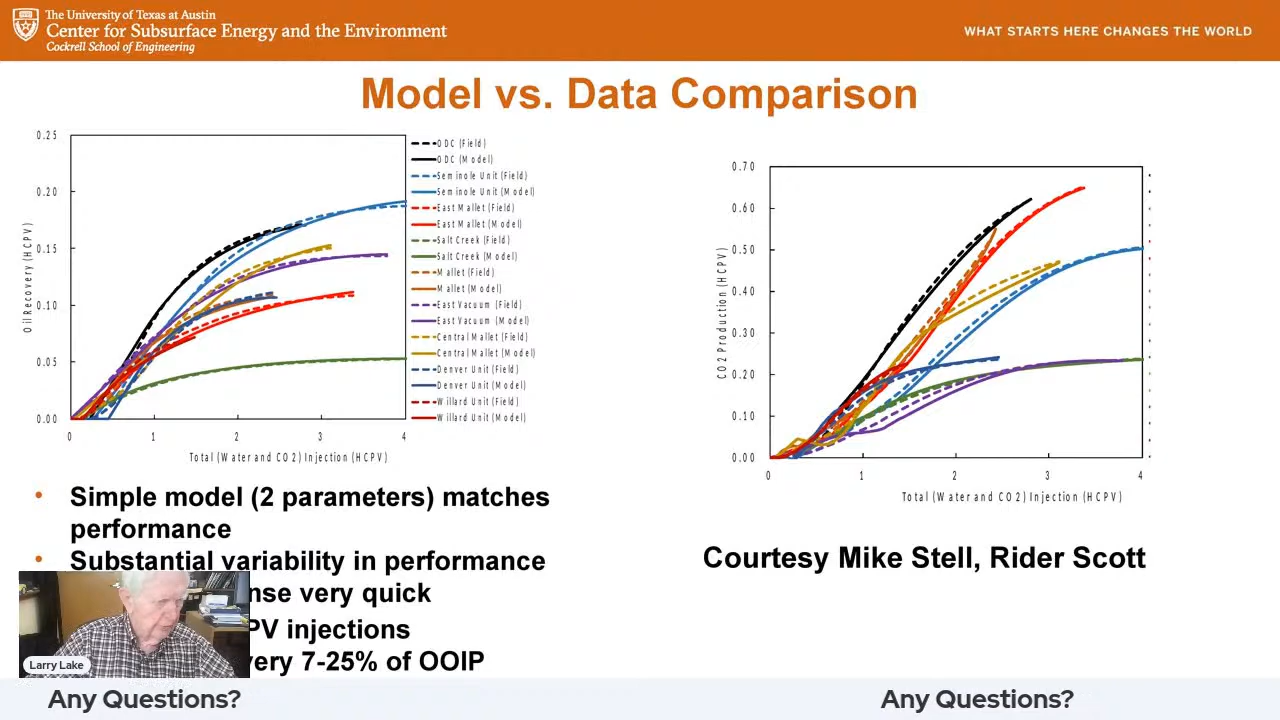 The University of Texas at Austin
Center for Subsurface Energy and the Environment
Cockrell School of Engineering
WHAT STARTS HERE CHANGES THE WORLD
Model vs. Data Comparison
0.25
0.20
0.15
0.10
0.05
0.00
0 1 2 3 4
Oil Recovery (HCPV)
Total (Water and CO2) Injection (HCPV)
ODC (Field)
ODC (Model)
Seminole Unit (Field)
Seminole Unit (Model)
East Mallet (Field)
East Mallet (Model)
Salt Creek (Field)
Salt Creek (Model)
Mallet (Field)
Mallet (Model)
East Vacuum (Field)
East Vacuum (Model)
Central Mallet (Field)
Central Mallet (Model)
Denver Unit (Field)
Denver Unit (Model)
Willard Unit (Field)
Willard Unit (Model)
0.70
0.60
0.50
0.40
0.30
0.20
0.10
0.00
0 1 2 3 4
CO2 Production (HCPV)
Total (Water and CO2) Injection (HCPV)
• Simple model (2 parameters) matches
performance
• Substantial variability in performance
nse very quick
PV injections
very 7-25% of OOIP
Courtesy Mike Stell, Rider Scott
Larry Lake
Any Questions?
Any Questions?